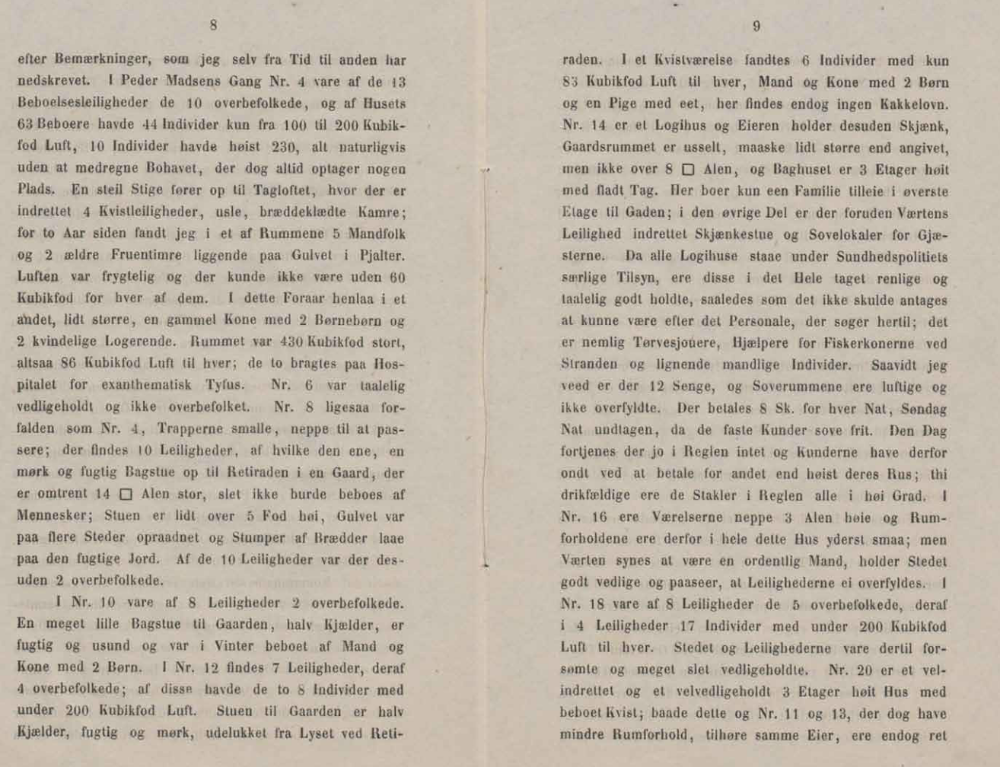 8
efter Bemærkninger, som jeg selv fra Tid til anden har
nedskrevet. I Peder Madsens Gang Nr. 4 vare af de 13
Beboelsesleiligheder de 10 overbefolkede, og af Husets
63 Beboere havde 44 Individer kun fra 100 til 200 Kubik-
fod Luft, 10 Individer havde høist 230, alt naturligvis
uden at medregne Bohavet, der dog altid optager nogen
Plads. En steil Stige fører op til Tagloftet, hvor der er
indrettet 4 Kvistleiligheder, usle, bræddeklædte Kamre;
for to Aar siden fandt jeg i et af Rummene 5 Mandfolk
og 2 ældre Fruentimre liggende paa Gulvet i Pjalter.
Luften var frygtelig og der kunde ikke være uden 60
Kubikfod for hver af dem. I dette Foraar henlaa i et
andet, lidt større, en gammel Kone med 2 Børnebørn og
2 kvindelige Logerende. Rummet var 430 Kubikfod stort,
altsaa 86 Kubikfod Luft til hver; de to bragtes paa Hos-
pitalet for exanthematisk Tyfus. Nr. 6 var taalelig
vedligeholdt og ikke overbefolket. Nr. 8 ligesaa for-
falden som Nr. 4, Trapperne smalle, neppe til at pas-
sere; der findes 10 Leiligheder, af hvilke den ene, en
mørk og fugtig Bagstue op til Retiraden i en Gaard, der
er omtrent 14 □ Alen stor, slet ikke burde beboes af
Mennesker; Stuen er lidt over 5 Fod høi, Gulvet var
paa flere Steder opraadnet og Stumper af Brædder laae
paa den fugtige Jord. Af de 10 Leiligheder var der des-
uden 2 overbefolkede.
I Nr. 10 vare af 8 Leiligheder 2 overbefolkede.
En meget lille Bagstue til Gaarden, halv Kjælder, er
fugtig og usund og var i Vinter beboet af Mand og
Kone med 2 Børn. I Nr. 12 findes 7 Leiligheder, deraf
4 overbefolkede; af disse havde de to 8 Individer med
under 200 Kubikfod Luft. Stuen til Gaarden er halv
Kjælder, fugtig og mørk, udelukket fra Lyset ved Reti-
9
raden. I et Kvistværelse fandtes 6 Individer med kun
83 Kubikfod Luft til hver, Mand og Kone med 2 Børn
og en Pige med eet, her findes endog ingen Kakkelovn.
Nr. 14 er et Logihus og Eieren holder desuden Skjænk,
Gaardsrummet er usselt, maaske lidt større end angivet,
men ikke over 8 □ Alen, og Baghuset er 3 Etager høit
med fladt Tag. Her boer kun een Familie tilleie i øverste
Etage til Gaden; i den øvrige Del er der foruden Værtens
Leilighed indrettet Skjænkestue og Sovelokaler for Gjæ-
sterne. Da alle Logihuse staae under Sundhedspolitiets
særlige Tilsyn, ere disse i det Hele taget renlige og
taalelig godt holdte, saaledes som det ikke skulde antages
at kunne være efter det Personale, der søger hertil; det
er nemlig Tørvesjouere, Hjælpere for Fiskerkonerne ved
Stranden og lignende mandlige Individer. Saavidt jeg
veed er der 12 Senge, og Soverummene ere luftige og
ikke overfyldte. Der betales 8 Sk. for hver Nat, Søndag
Nat undtagen, da de faste Kunder sove frit. Den Dag
fortjenes der jo i Reglen intet og Kunderne have derfor
ondt ved at betale for andet end høist deres Rus; thi
drikfældige ere de Stakler i Reglen alle i høi Grad. I
Nr. 16 ere Værelserne neppe 3 Alen høie og Rum-
forholdene ere derfor i hele dette Hus yderst smaa; men
Værten synes at være en ordentlig Mand, holder Stedet
godt vedlige og paaseer, at Leilighederne ei overfyldes. I
Nr. 18 vare af 8 Leiligheder de 5 overbefolkede, deraf
i 4 Leiligheder 17 Individer med under 200 Kubikfod
Luft til hver. Stedet og Leilighederne vare dertil for-
sømte og meget slet vedligeholdte. Nr. 20 er et vel-
indrettet og et velvedligeholdt 3 Etager høit Hus med
beboet Kvist; baade dette og Nr. 11 og 13, der dog have
mindre Rumforhold, tilhøre samme Eier, ere endog ret